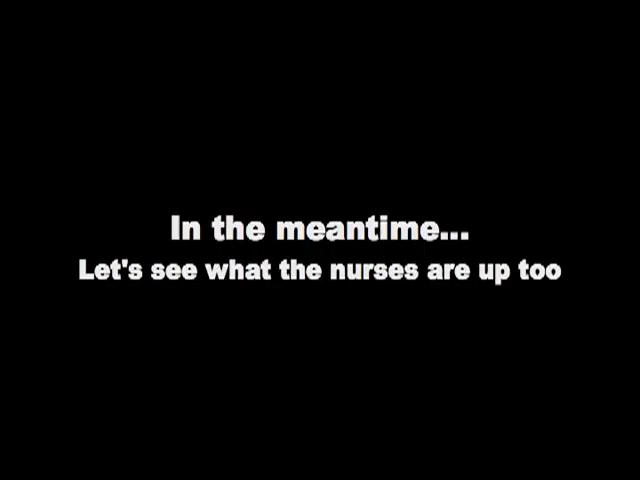 In the meantime...
Let's see what the nurses are up too